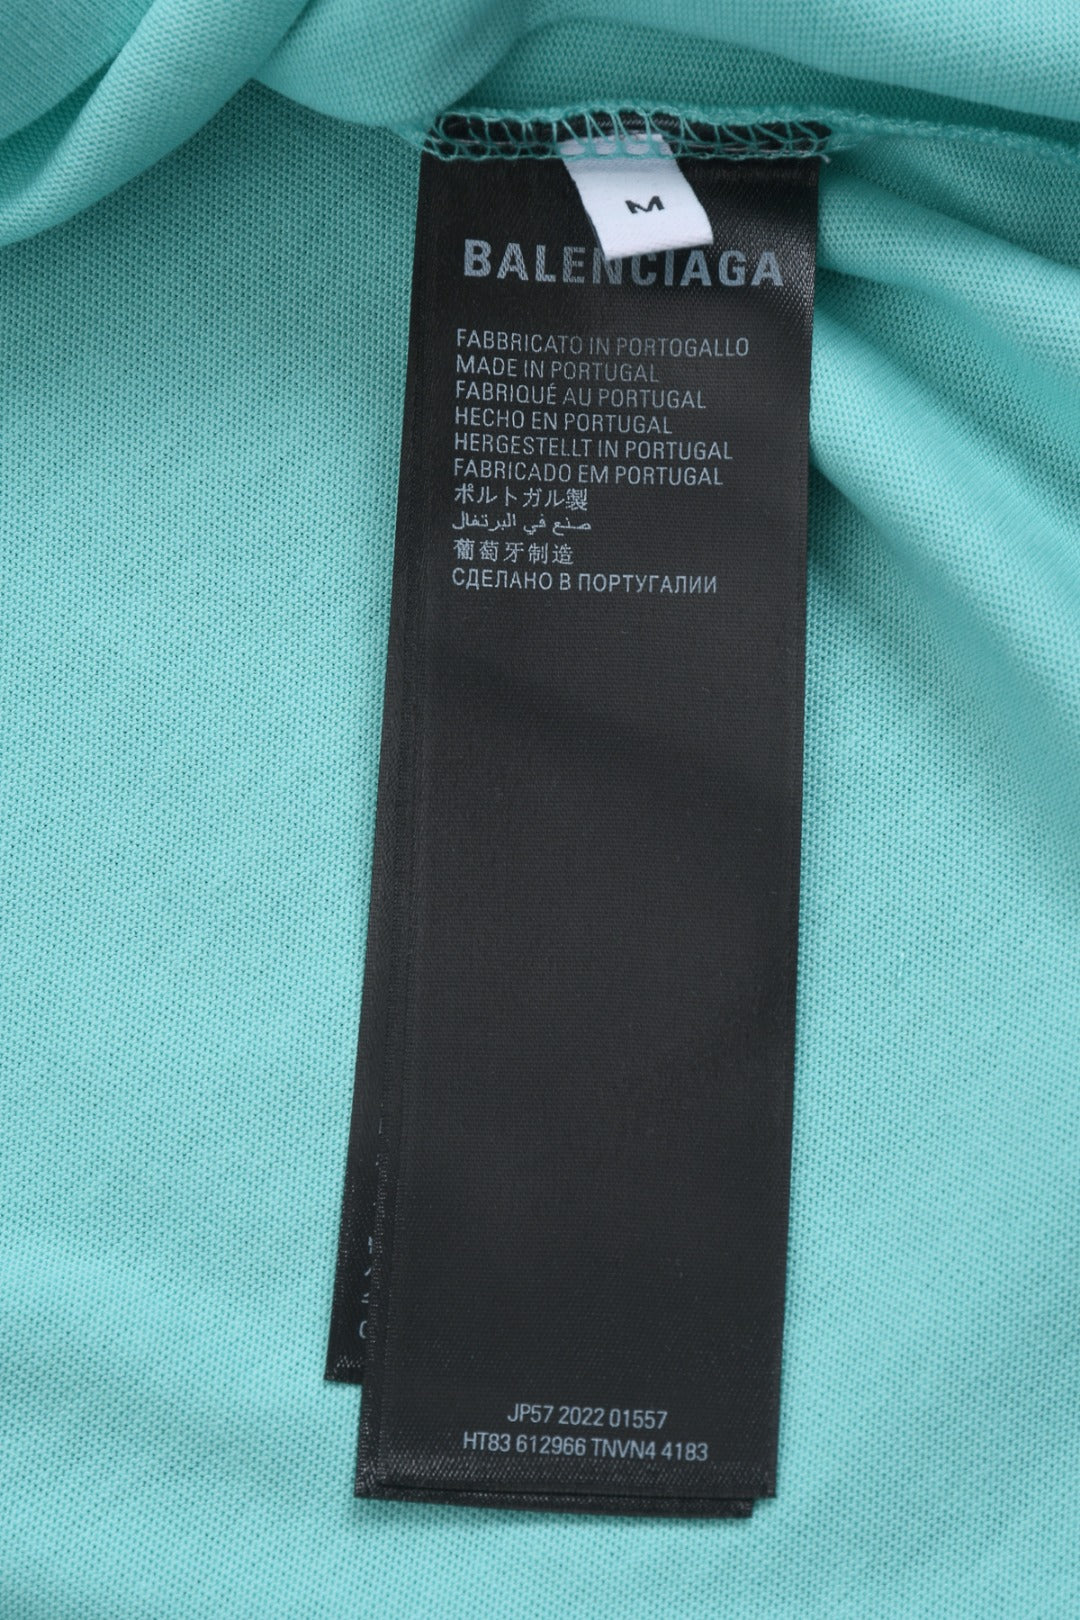 M
BALENCIAGA
FABBRICATO IN PORTOGALLO
MADE IN PORTUGAL
FABRIQUÉ AU PORTUGAL
HECHO EN PORTUGAL
HERGESTELLT IN PORTUGAL
FABRICADO EM PORTUGAL
ポルトガル製
صنع في البرتغال
葡萄牙制造
СДЕЛАНО В ПОРТУГАЛИИ
JP57 2022 01557
HT83 612966 TNVN4 4183